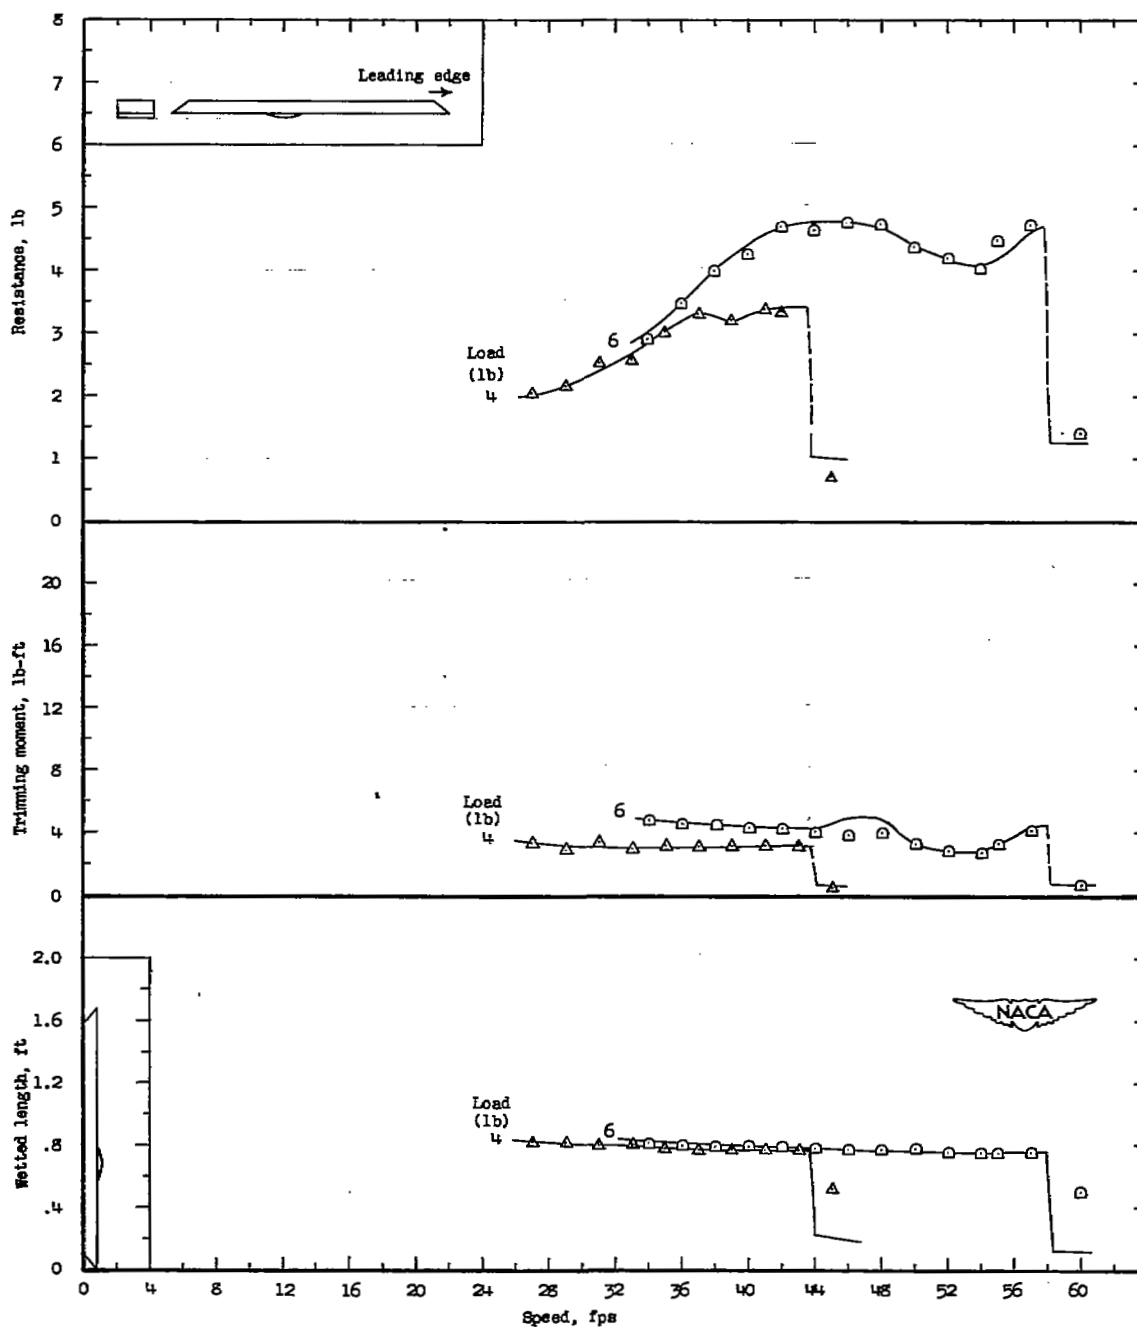 8
7
6
5
4
3
2
1
0
Resistance, lb
Leading edge
6
Load
(lb)
4
20
16
12
8
4
0
Trimming moment, lb-ft
Load
(lb)
4
6
2.0
1.6
1.2
.8
.4
0
Wetted length, ft
NACA
Load
(lb)
4
6
0 4 8 12 16 20 24 28 32 36 40 44 48 52 56 60
Speed, fps